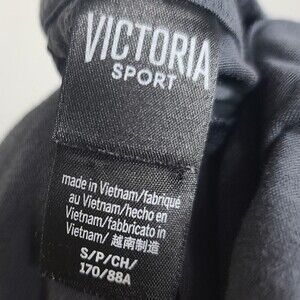 VICTORIA
SPORT
made in Vietnam/fabriqué
au Vietnam/hecho en
Vietnam/fabbricato in
Vietnam/ 越南制造
S/P/CH/
170/88A